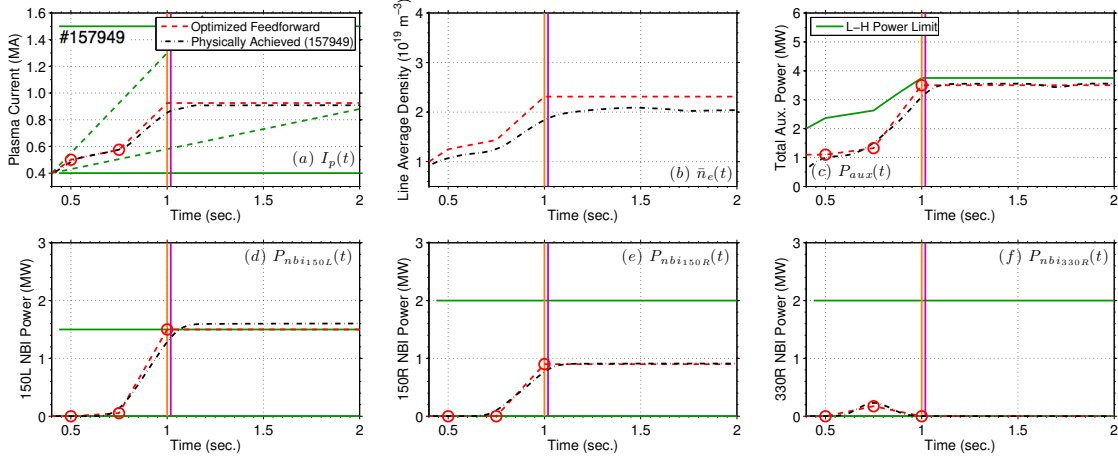 #157949
Optimized Feedforward
Physically Achieved (157949)
Plasma Current (MA)
1.6
1.4
1.2
1.0
0.8
0.6
0.4
(a) I_p(t)
0.5
1
1.5
2
Time (sec.)
Line Average Density (10^19 m^−3)
4
3
2
1
(b) n̄_e(t)
0.5
1
1.5
2
Time (sec.)
L−H Power Limit
Total Aux. Power (MW)
6
5
4
3
2
1
0
(c) P_aux(t)
0.5
1
1.5
2
Time (sec.)
150L NBI Power (MW)
3
2
1
0
(d) P_nbi_150L(t)
0.5
1
1.5
2
Time (sec.)
150R NBI Power (MW)
3
2
1
0
(e) P_nbi_150R(t)
0.5
1
1.5
2
Time (sec.)
330R NBI Power (MW)
3
2
1
0
(f) P_nbi_330R(t)
0.5
1
1.5
2
Time (sec.)